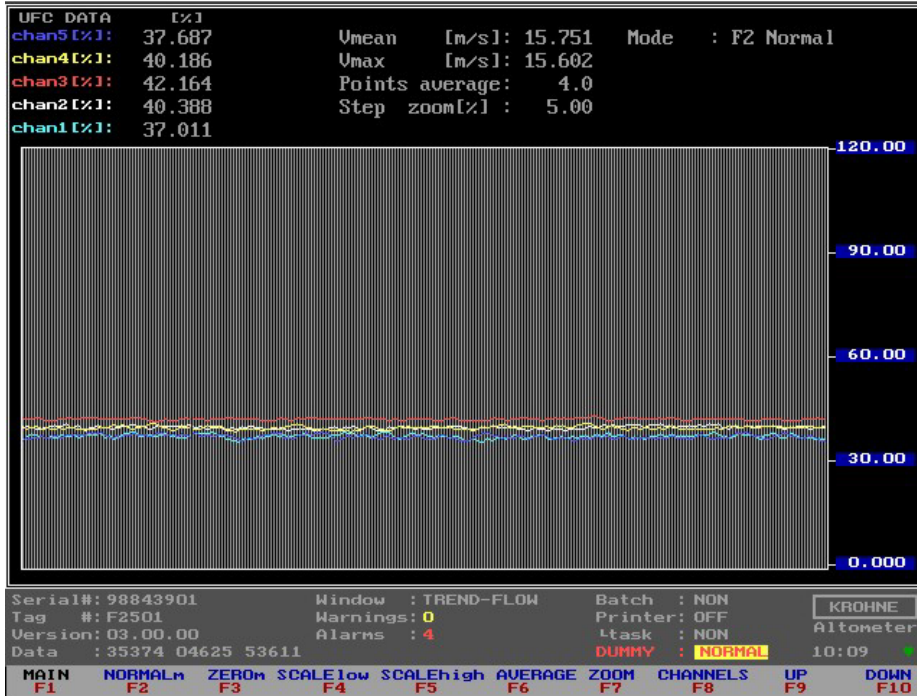 UFC DATA [%]
chan5[%]: 37.687 Vmean [m/s]: 15.751 Mode : F2 Normal
chan4[%]: 40.186 Vmax [m/s]: 15.602
chan3[%]: 42.164 Points average: 4.0
chan2[%]: 40.388 Step zoom[%] : 5.00
chan1[%]: 37.011
120.00
90.00
60.00
30.00
0.000
Serial#: 98843901 Window :TREND-FLOW Batch : NON KROHNE
Tag #: F2501 Warnings: 0 Printer: OFF Altometer
Version: 03.00.00 Alarms : 4 Ltask : NON
Data : 35374 04625 53611 DUMMY : NORMAL 10:09
MAIN NORMALm ZEROm SCALElow SCALEhigh AVERAGE ZOOM CHANNELS UP DOWN
F1 F2 F3 F4 F5 F6 F7 F8 F9 F10